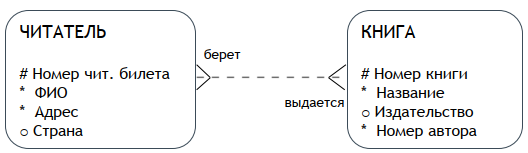 ЧИТАТЕЛЬ
# Номер чит. билета
* ФИО
* Адрес
o Страна
берет
выдается
КНИГА
# Номер книги
* Название
o Издательство
* Номер автора